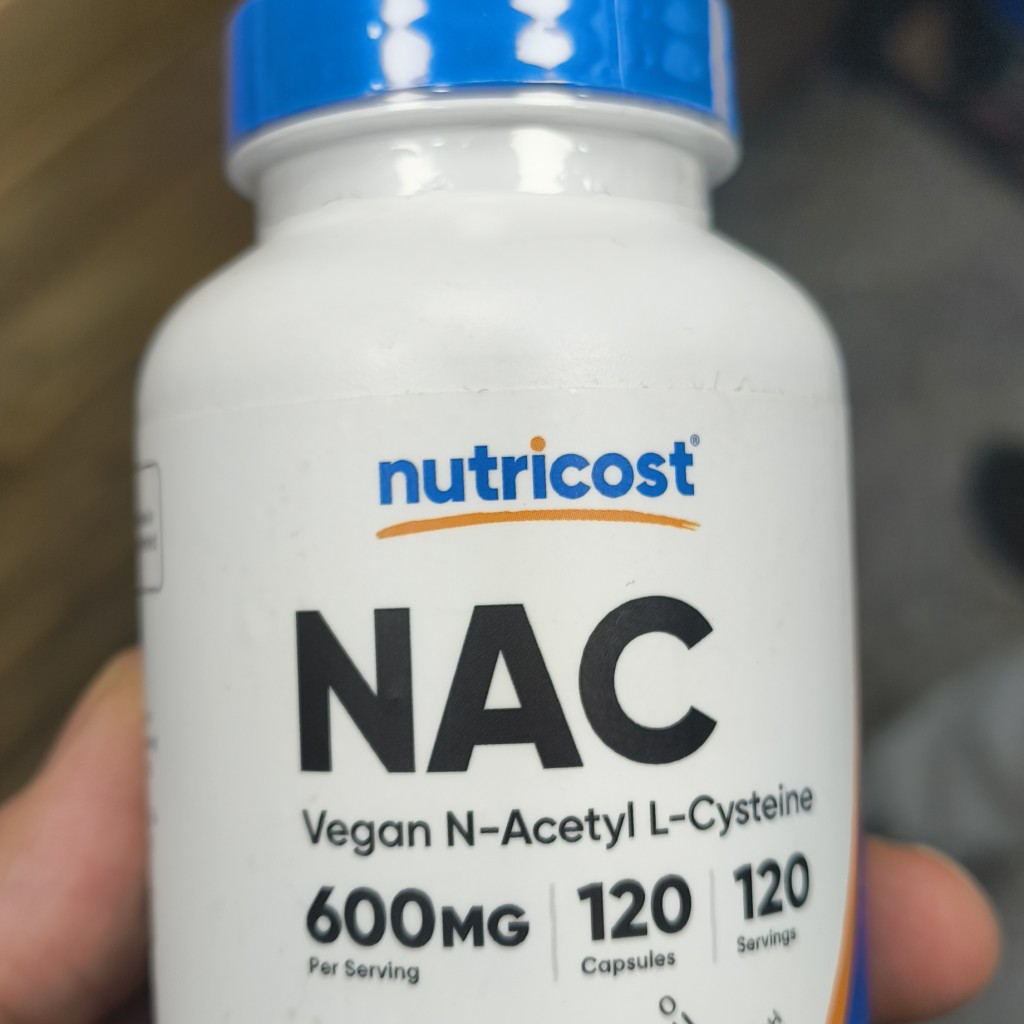 nutricost®
NAC
Vegan N-Acetyl L-Cysteine
600MG
Per Serving
120
Capsules
120
Servings
O